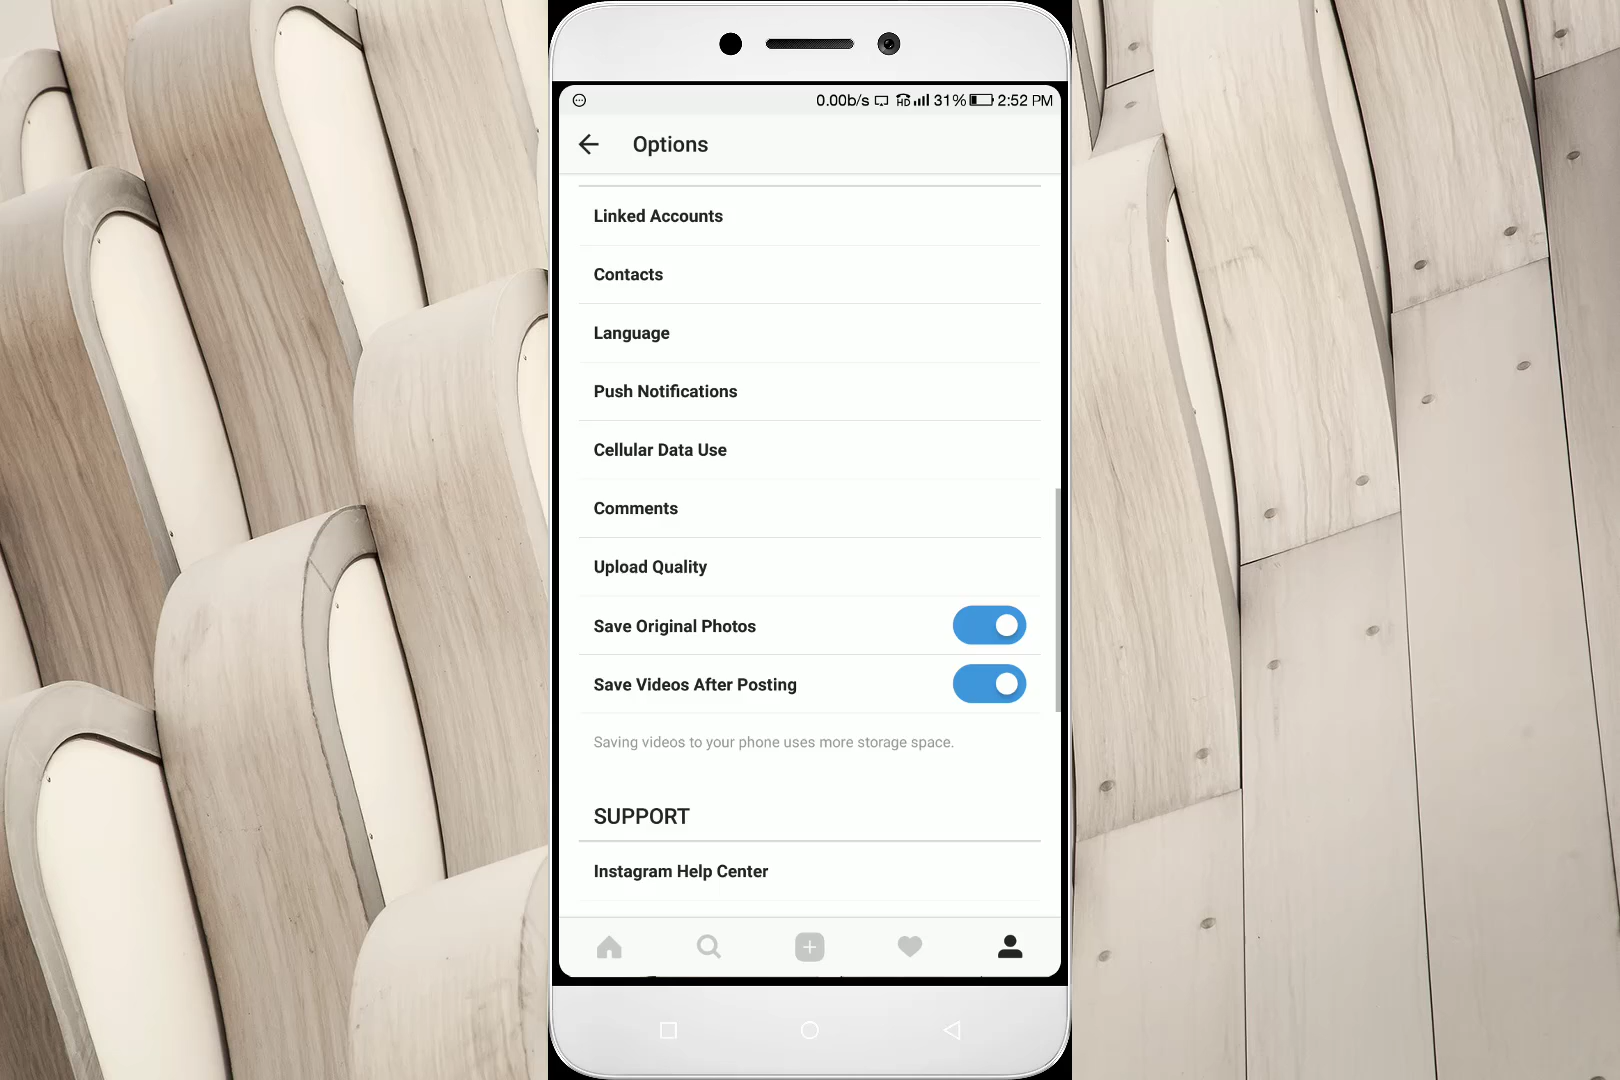 0.00b/s HD 31% 2:52 PM
Options
Linked Accounts
Contacts
Language
Push Notifications
Cellular Data Use
Comments
Upload Quality
Save Original Photos
Save Videos After Posting
Saving videos to your phone uses more storage space.
SUPPORT
Instagram Help Center